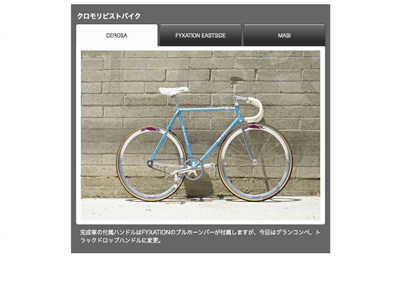 クロモリピストバイク
DEROSA
FYXATION EASTSIDE
MASI
完成車の付属ハンドルはFYXATIONのブルホーンバーが付属しますが、今回はグランコンペ、ト
ラックドロップハンドルに変更。